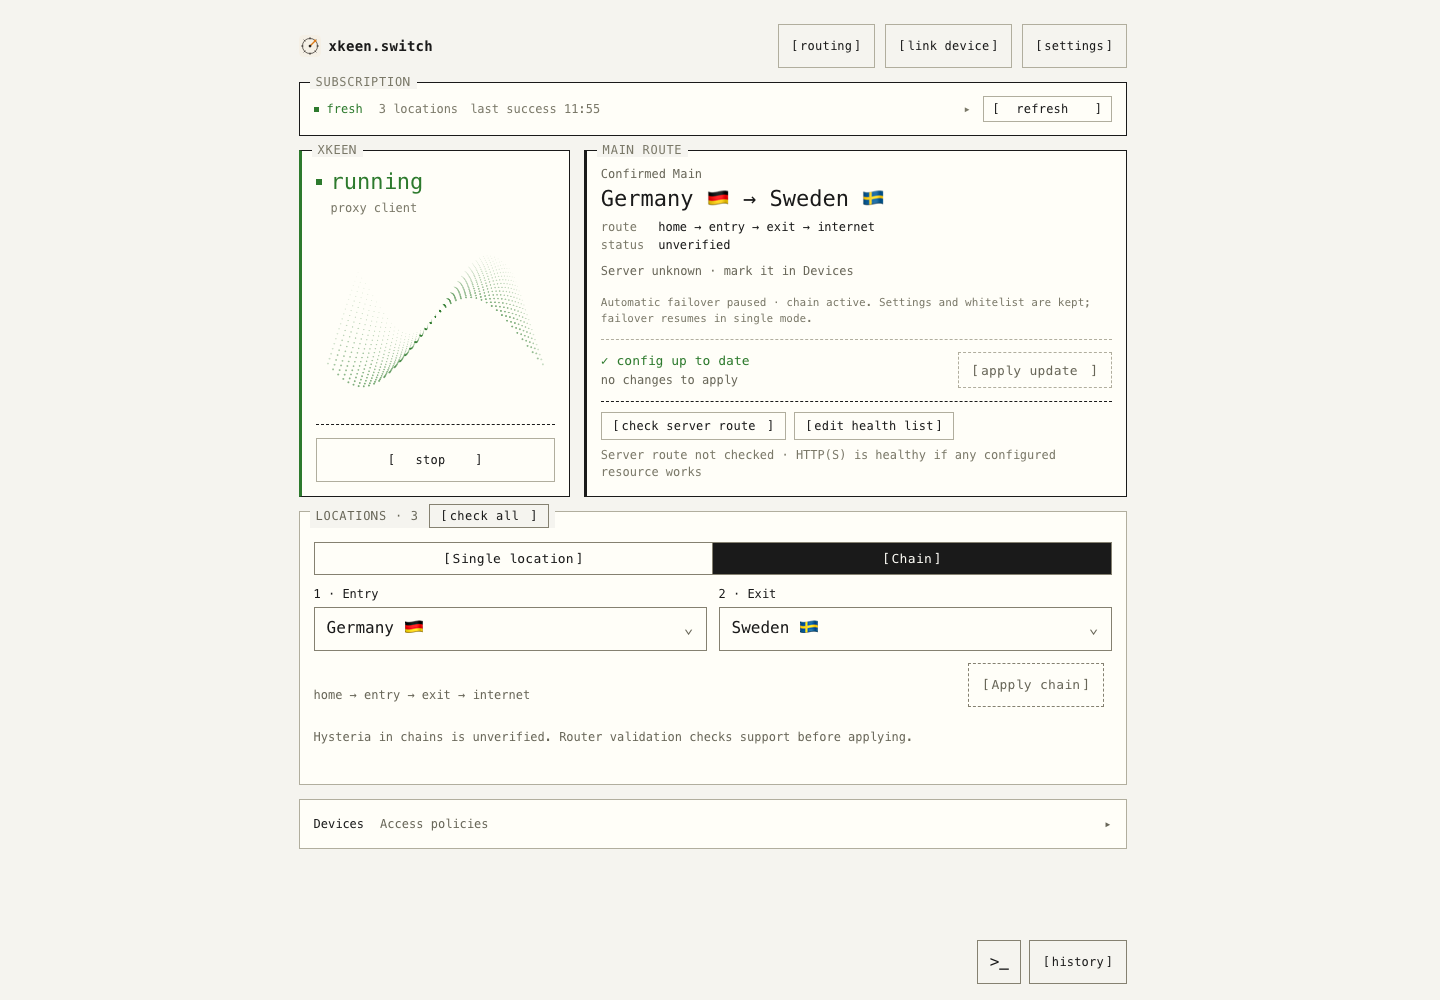 xkeen.switch
[routing] [link device] [settings]
SUBSCRIPTION
fresh 3 locations last success 11:55 ▸ [ refresh ]
XKEEN
running
proxy client
[ stop ]
MAIN ROUTE
Confirmed Main
Germany 🇩🇪 → Sweden 🇸🇪
route home → entry → exit → internet
status unverified
Server unknown · mark it in Devices
Automatic failover paused · chain active. Settings and whitelist are kept;
failover resumes in single mode.
✓ config up to date
no changes to apply
[apply update ]
[check server route ] [edit health list]
Server route not checked · HTTP(S) is healthy if any configured
resource works
LOCATIONS · 3 [check all ]
[Single location] [Chain]
1 · Entry 2 · Exit
Germany 🇩🇪 Sweden 🇸🇪
home → entry → exit → internet [Apply chain]
Hysteria in chains is unverified. Router validation checks support before applying.
Devices Access policies ▸
>_ [history]